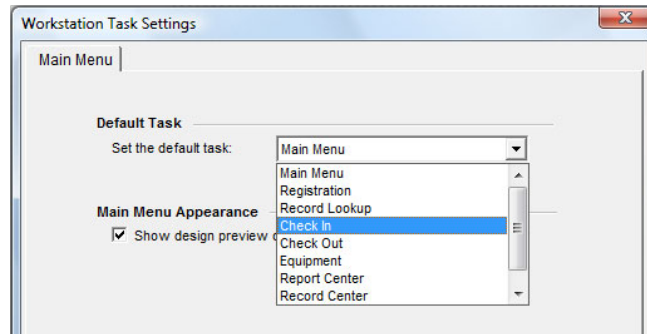 Workstation Task Settings
Main Menu
Default Task
Set the default task: Main Menu
Main Menu
Registration
Record Lookup
Main Menu Appearance
Check In
Show design preview
Check Out
Equipment
Report Center
Record Center